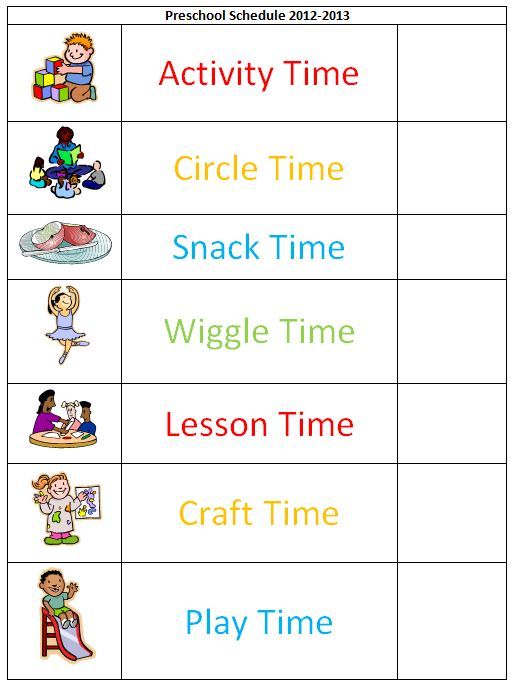 Preschool Schedule 2012-2013
Activity Time
Circle Time
Snack Time
Wiggle Time
Lesson Time
Craft Time
Play Time